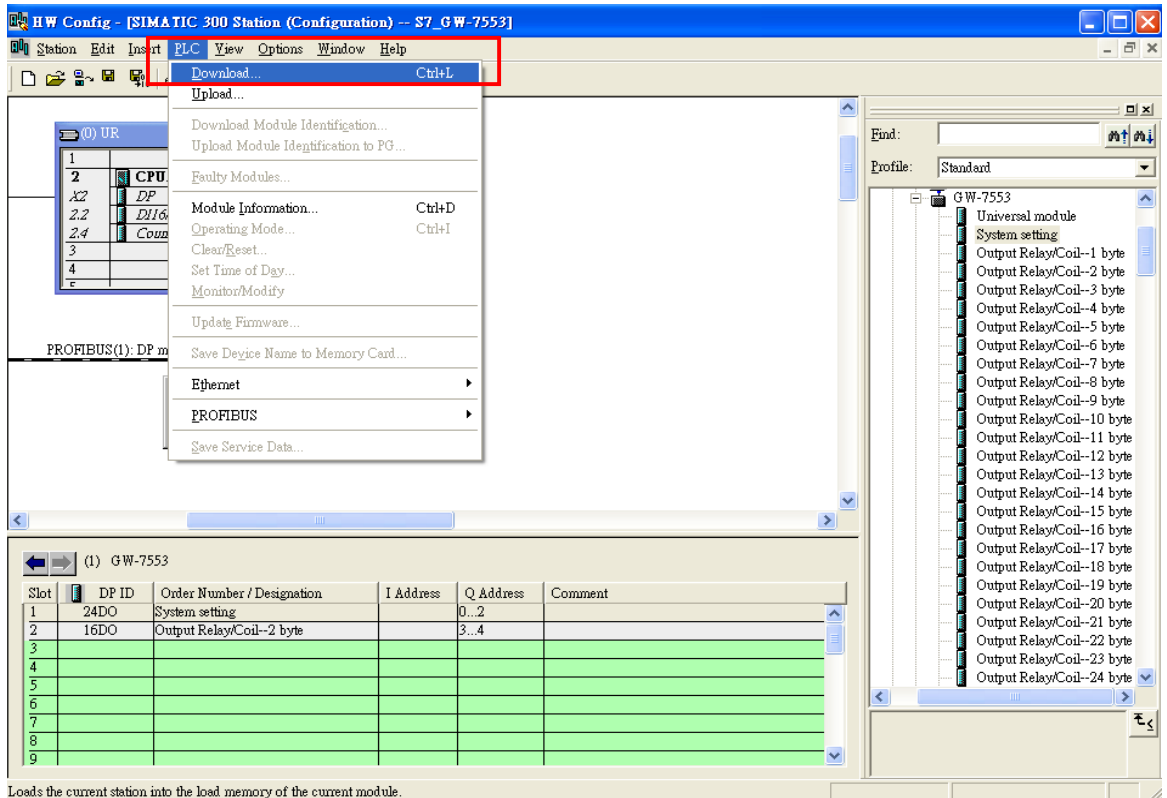 HW Config - [SIMATIC 300 Station (Configuration) -- S7_GW-7553]
Station Edit Insert PLC View Options Window Help
Download... Ctrl+L
Upload...
Download Module Identification...
Upload Module Identification to PG...
Faulty Modules...
Module Information... Ctrl+D
Operating Mode... Ctrl+I
Clear/Reset...
Set Time of Day...
Monitor/Modify
Update Firmware...
Save Device Name to Memory Card...
Ethernet
PROFIBUS
Save Service Data...
(0) UR
1
2 CPU
X2 DP
2.2 DI16
2.4 Coun
3
4
PROFIBUS(1): DP m
Find:
Profile: Standard
GW-7553
Universal module
System setting
Output Relay/Coil--1 byte
Output Relay/Coil--2 byte
Output Relay/Coil--3 byte
Output Relay/Coil--4 byte
Output Relay/Coil--5 byte
Output Relay/Coil--6 byte
Output Relay/Coil--7 byte
Output Relay/Coil--8 byte
Output Relay/Coil--9 byte
Output Relay/Coil--10 byte
Output Relay/Coil--11 byte
Output Relay/Coil--12 byte
Output Relay/Coil--13 byte
Output Relay/Coil--14 byte
Output Relay/Coil--15 byte
Output Relay/Coil--16 byte
Output Relay/Coil--17 byte
Output Relay/Coil--18 byte
Output Relay/Coil--19 byte
Output Relay/Coil--20 byte
Output Relay/Coil--21 byte
Output Relay/Coil--22 byte
Output Relay/Coil--23 byte
Output Relay/Coil--24 byte
(1) GW-7553
Slot DP ID Order Number / Designation I Address Q Address Comment
1 24DO System setting 0...2
2 16DO Output Relay/Coil--2 byte 3...4
3
4
5
6
7
8
9
Loads the current station into the load memory of the current module.